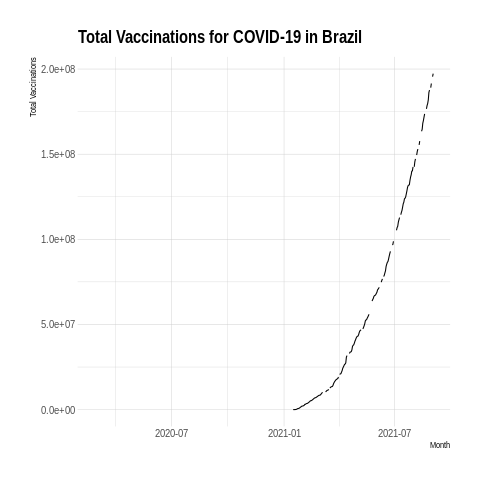 Total Vaccinations for COVID-19 in Brazil
Total Vaccinations
2.0e+08
1.5e+08
1.0e+08
5.0e+07
0.0e+00
2020-07 2021-01 2021-07
Month